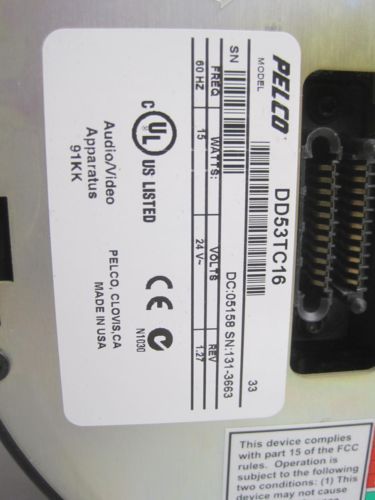 PELCO
MODEL DD53TC16
33
SN DC:05158 SN:131-3663
FREQ WATTS: VOLTS REV
60 HZ 15 24 V~ 1.27
C UL US LISTED
Audio/Video
Apparatus
91KK
PELCO, CLOVIS,CA
MADE IN USA
CE
N1030
This device complies
with part 15 of the FCC
rules. Operation is
subject to the following
two conditions: (1) This
device may not cause